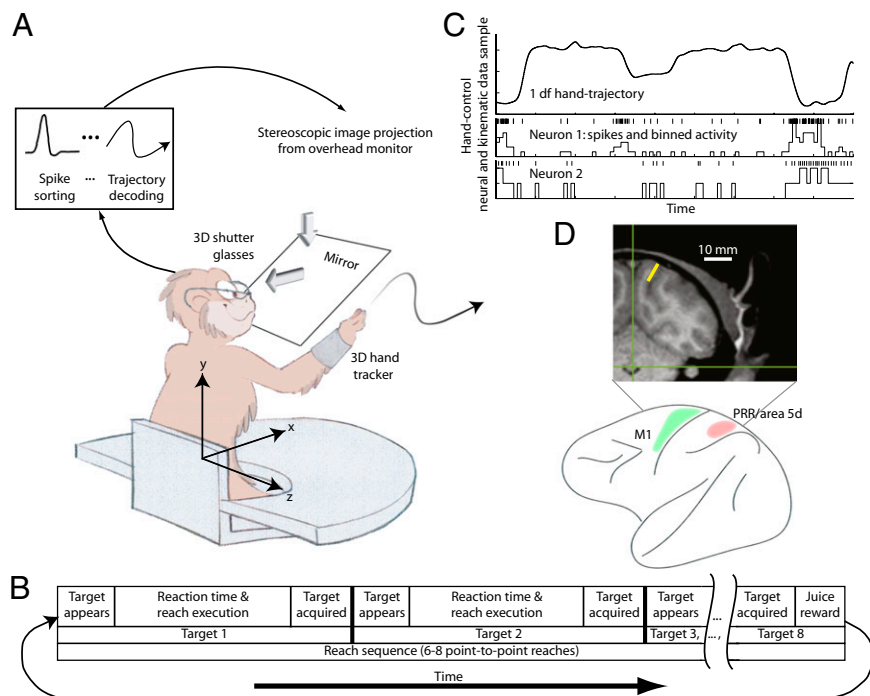 A
Stereoscopic image projection
from overhead monitor
Spike
sorting
...
Trajectory
decoding
3D shutter
glasses
Mirror
3D hand
tracker
y
x
z
C
Hand-control
neural and kinematic data sample
1 df hand-trajectory
Neuron 1: spikes and binned activity
Neuron 2
Time
D
10 mm
M1
PRR/area 5d
B
Target
appears
Reaction time &
reach execution
Target
acquired
Target
appears
Reaction time &
reach execution
Target
acquired
Target
appears
...
Target
acquired
Juice
reward
Target 1
Target 2
Target 3, ...,
Target 8
Reach sequence (6-8 point-to-point reaches)
Time